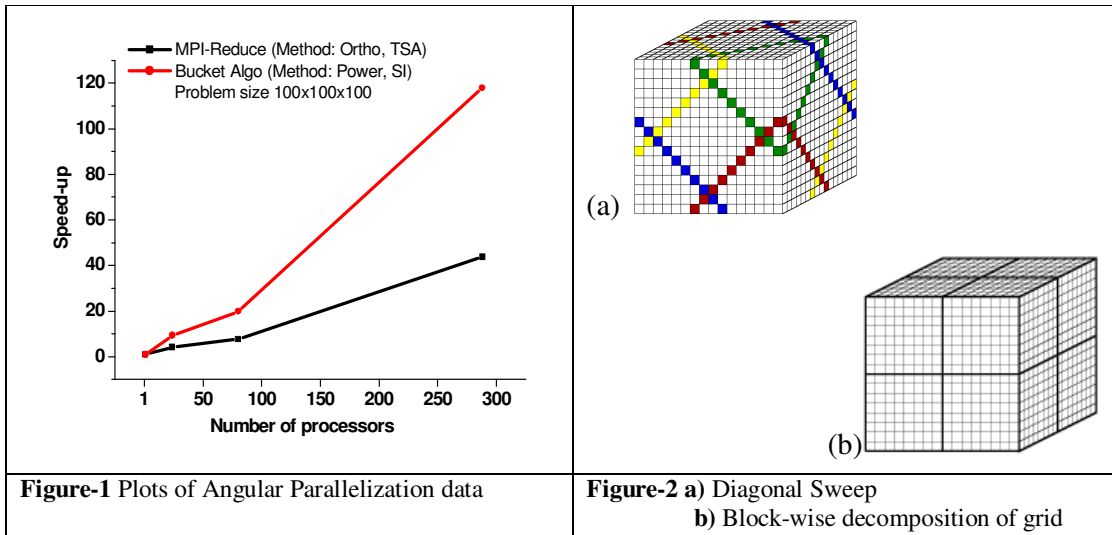 MPI-Reduce (Method: Ortho, TSA)
Bucket Algo (Method: Power, SI)
Problem size 100x100x100
120
100
80
60
40
20
0
Speed-up
1 50 100 150 200 250 300
Number of processors
Figure-1 Plots of Angular Parallelization data
(a)
(b)
Figure-2 a) Diagonal Sweep
b) Block-wise decomposition of grid